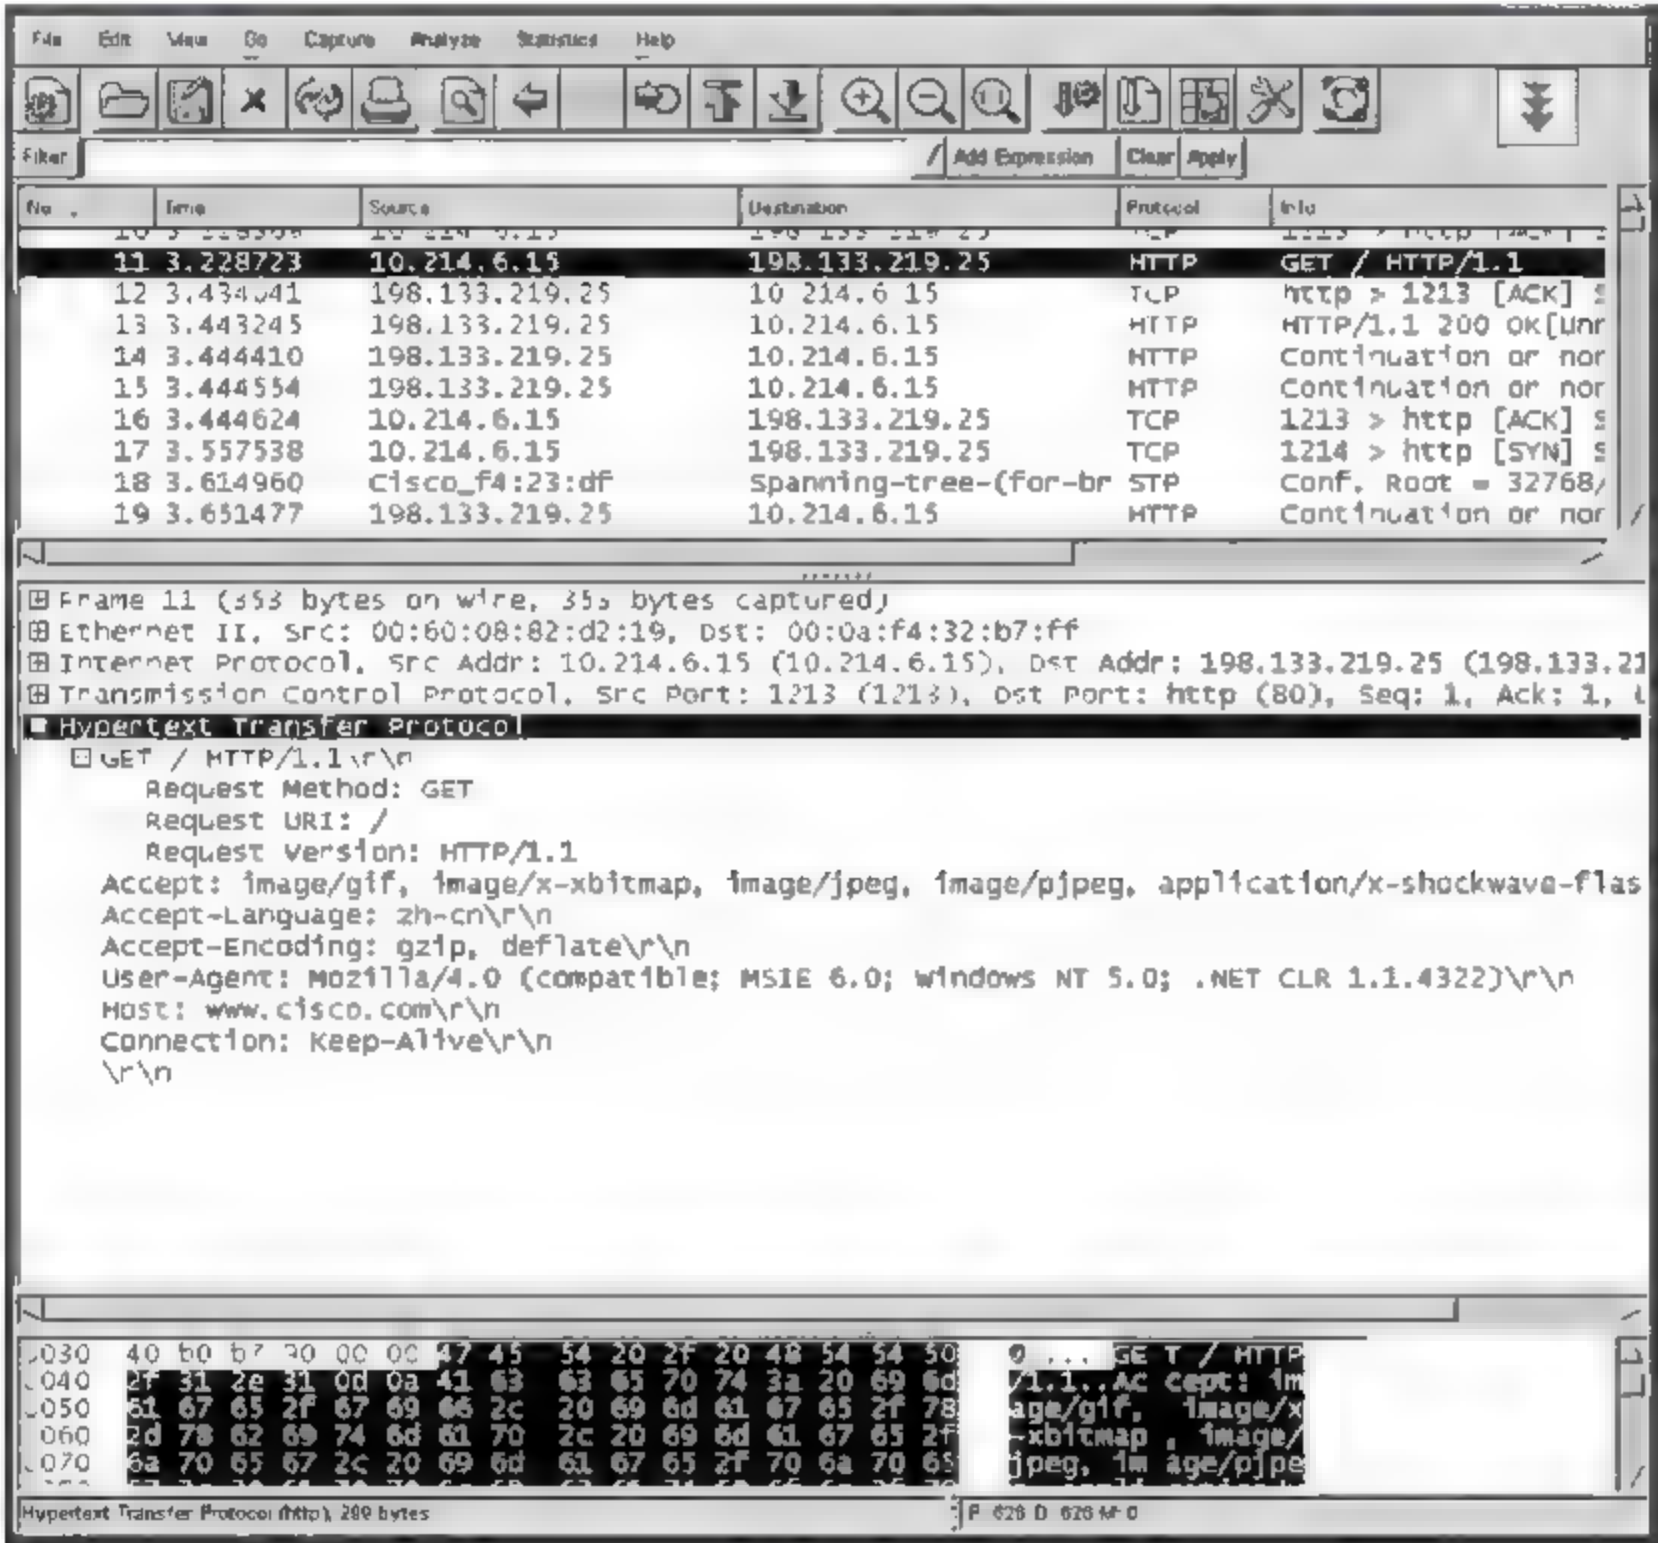 File Edit View Go Capture Analyze Statistics Help
Filter / Add Expression Clear Apply
No . Time Source Destination Protocol Info
11 3.228723 10.214.6.15 198.133.219.25 HTTP GET / HTTP/1.1
12 198.133.219.25 10 214.6 15 TCP http > 1213 [ACK] S
13 3.443245 198.133.219.25 10.214.6.15 HTTP HTTP/1.1 200 OK[Unr
14 3.444410 198.133.219.25 10.214.6.15 HTTP Continuation or nor
15 3.444554 198.133.219.25 10.214.6.15 HTTP Continuation or nor
16 3.444624 10.214.6.15 198.133.219.25 TCP 1213 > http [ACK] S
17 3.557538 10.214.6.15 198.133.219.25 TCP 1214 > http [SYN] S
18 3.614960 Cisco_f4:23:df Spanning-tree-(for-br STP Conf. Root = 32768/
19 3.651477 198.133.219.25 10.214.6.15 HTTP Continuation or nor
Frame 11 (353 bytes on wire, 353 bytes captured)
Ethernet II, Src: 00:60:08:82:d2:19, Dst: 00:0a:f4:32:b7:ff
Internet Protocol, Src Addr: 10.214.6.15 (10.214.6.15), Dst Addr: 198.133.219.25 (198.133.21
Transmission Control Protocol, Src Port: 1213 (1213), Dst Port: http (80), Seq: 1, Ack: 1, L
Hypertext Transfer Protocol
GET / HTTP/1.1\r\n
Request Method: GET
Request URI: /
Request Version: HTTP/1.1
Accept: image/gif, image/x-xbitmap, image/jpeg, image/pjpeg, application/x-shockwave-flas
Accept-Language: zh-cn\r\n
Accept-Encoding: gzip, deflate\r\n
User-Agent: Mozilla/4.0 (compatible; MSIE 6.0; Windows NT 5.0; .NET CLR 1.1.4322)\r\n
Host: www.cisco.com\r\n
Connection: Keep-Alive\r\n
\r\n
0030 40 b0 00 00 47 45 54 20 2f 20 48 54 54 50 @ ... GE T / HTTP
0040 2f 31 2e 31 0d 0a 41 63 63 65 70 74 3a 20 69 6d /1.1..Ac cept: im
0050 61 67 65 2f 67 69 66 2c 20 69 6d 61 67 65 2f 78 age/gif, image/x
0060 2d 78 62 69 74 6d 61 70 2c 20 69 6d 61 67 65 2f -xbitmap , image/
0070 6a 70 65 67 2c 20 69 6d 61 67 65 2f 70 6a 70 65 jpeg, im age/pjpe
Hypertext Transfer Protocol (http), 299 bytes P: 626 D: 626 M: 0